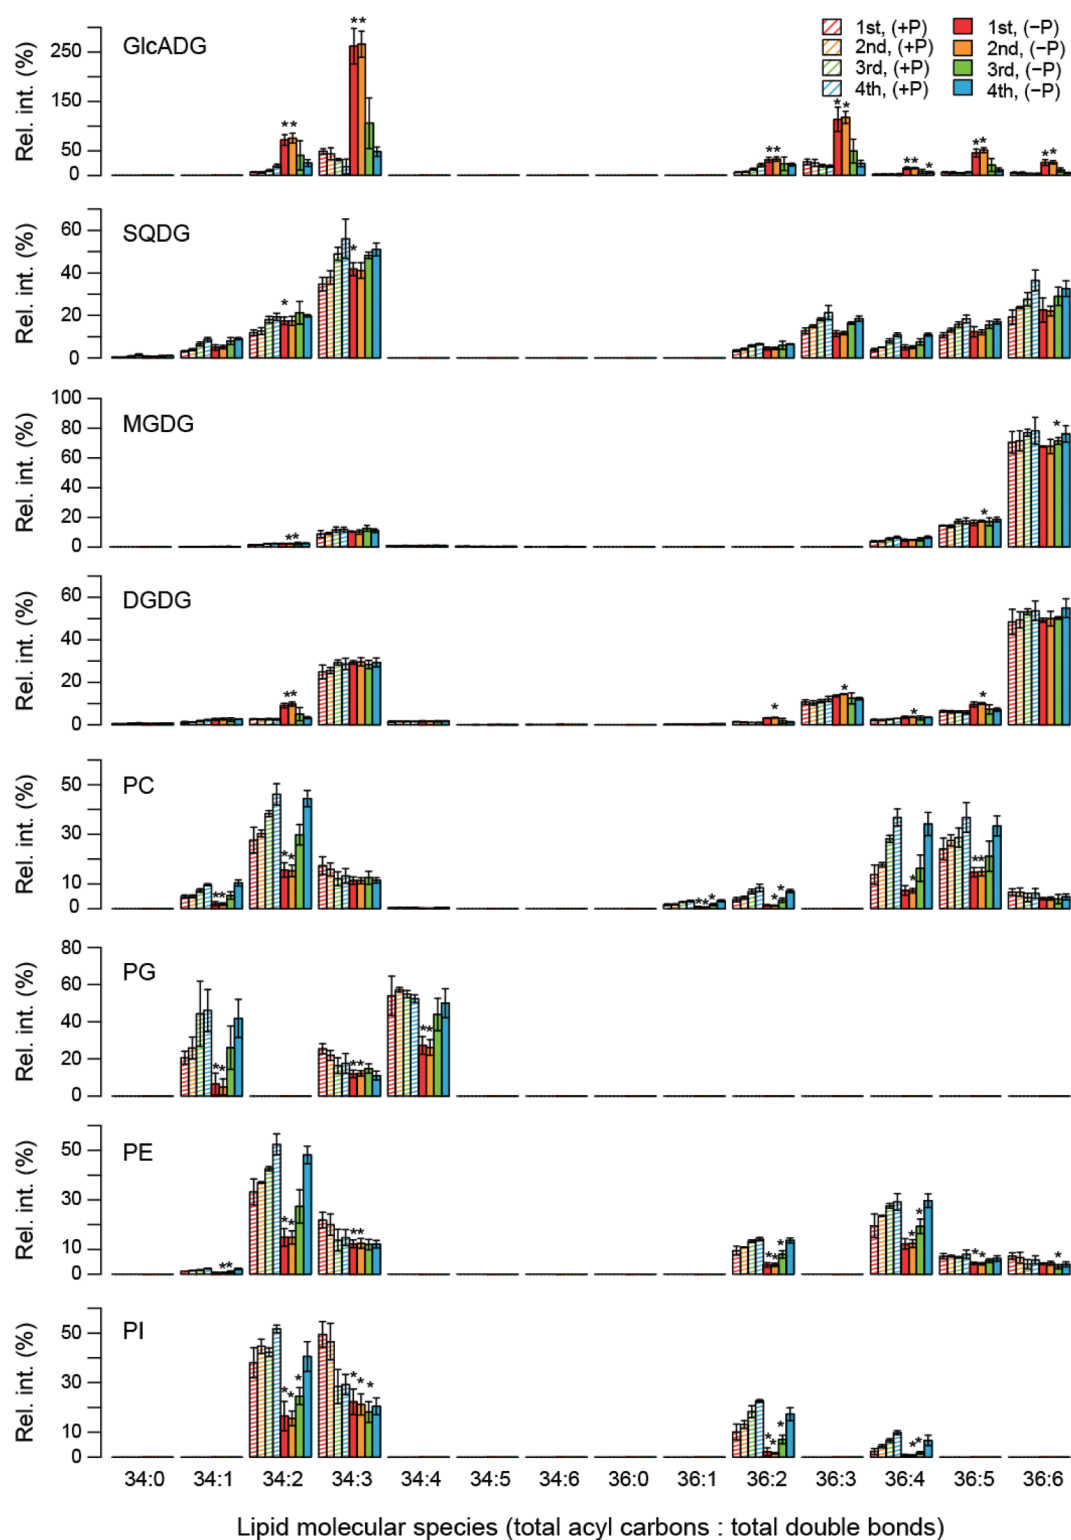 GlcADG
1st, (+P) 1st, (−P)
2nd, (+P) 2nd, (−P)
3rd, (+P) 3rd, (−P)
4th, (+P) 4th, (−P)
Rel. int. (%)
250
150
50
0
** ** ** ** ** * ** **
SQDG
Rel. int. (%)
60
40
20
0
* *
MGDG
Rel. int. (%)
100
80
60
40
20
0
** * *
DGDG
Rel. int. (%)
60
40
20
0
** * * * *
PC
Rel. int. (%)
50
30
10
0
** ** *** ** * **
PG
Rel. int. (%)
80
60
40
20
0
** ** **
PE
Rel. int. (%)
50
30
10
0
** ** ** *** ** ** *
PI
Rel. int. (%)
50
30
10
0
*** *** *** ***
34:0 34:1 34:2 34:3 34:4 34:5 34:6 36:0 36:1 36:2 36:3 36:4 36:5 36:6
Lipid molecular species (total acyl carbons : total double bonds)